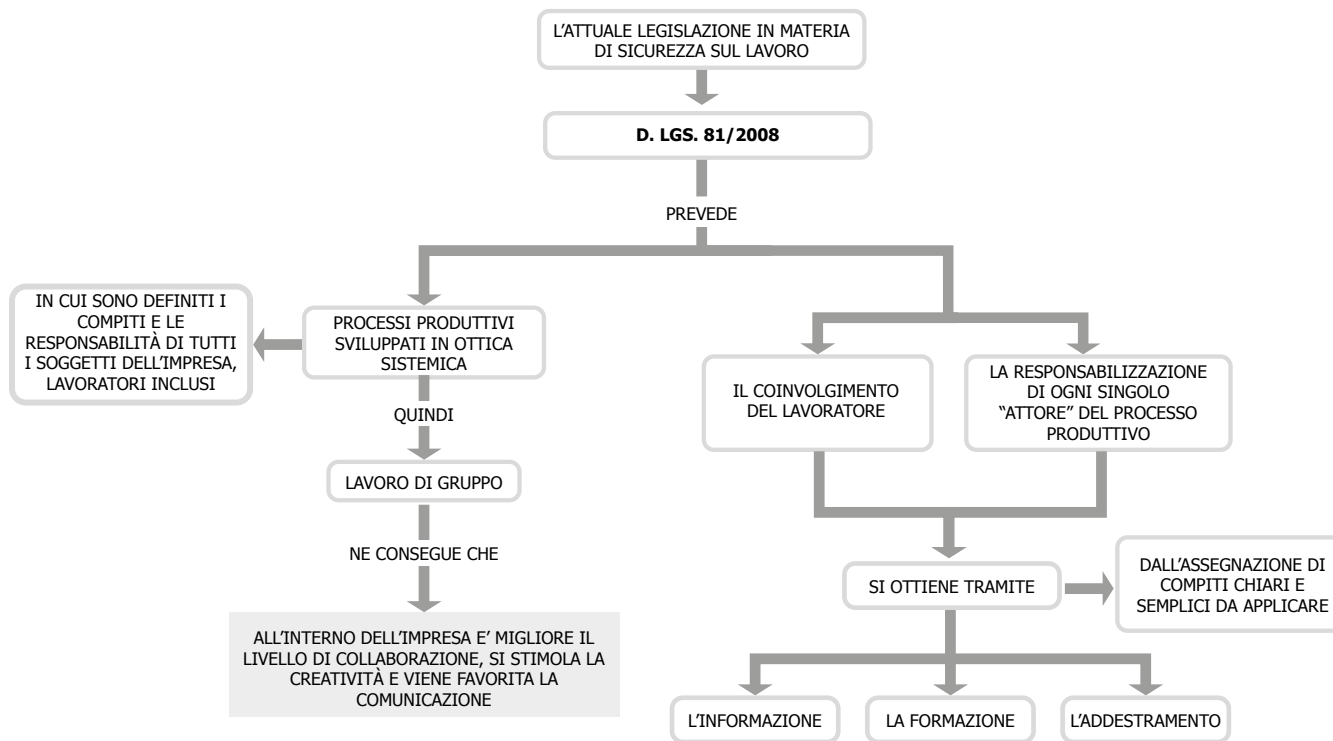 L’ATTUALE LEGISLAZIONE IN MATERIA
DI SICUREZZA SUL LAVORO
D. LGS. 81/2008
PREVEDE
IN CUI SONO DEFINITI I
COMPITI E LE
RESPONSABILITÀ DI TUTTI
I SOGGETTI DELL’IMPRESA,
LAVORATORI INCLUSI
PROCESSI PRODUTTIVI
SVILUPPATI IN OTTICA
SISTEMICA
QUINDI
LAVORO DI GRUPPO
NE CONSEGUE CHE
ALL’INTERNO DELL’IMPRESA E’ MIGLIORE IL
LIVELLO DI COLLABORAZIONE, SI STIMOLA LA
CREATIVITÀ E VIENE FAVORITA LA
COMUNICAZIONE
IL COINVOLGIMENTO
DEL LAVORATORE
LA RESPONSABILIZZAZIONE
DI OGNI SINGOLO
“ATTORE” DEL PROCESSO
PRODUTTIVO
SI OTTIENE TRAMITE
DALL’ASSEGNAZIONE DI
COMPITI CHIARI E
SEMPLICI DA APPLICARE
L’INFORMAZIONE
LA FORMAZIONE
L’ADDESTRAMENTO